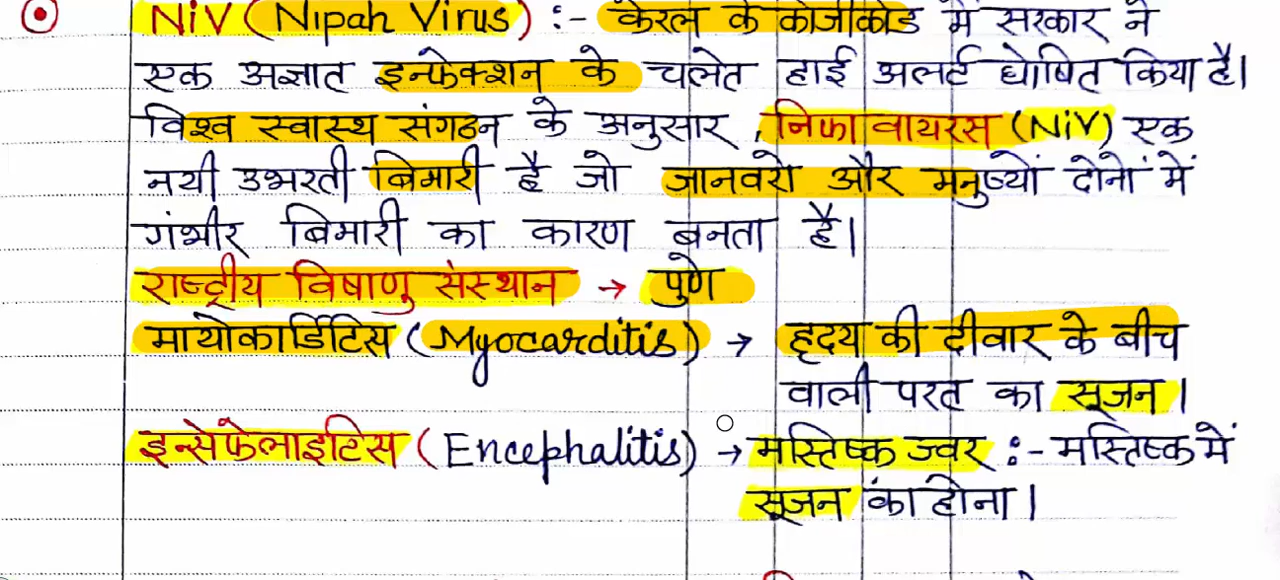 NiV (Nipah Virus) :- केरल के कोजीकोड में सरकार ने
एक अज्ञात इन्फेक्शन के चलते हाई अलर्ट घोषित किया है।
विश्व स्वास्थ संगठन के अनुसार, निफा वायरस (NiV) एक
नयी उभरती बिमारी है जो जानवरो और मनुष्यों दोनों में
गंभीर बिमारी का कारण बनता है।
राष्ट्रीय विषाणु संस्थान → पुणे
मायोकार्डिटिस (Myocarditis) → हृदय की दीवार के बीच
वाली परत का सूजन।
इन्सेफेलाइटिस (Encephalitis) → मस्तिष्क ज्वर :- मस्तिष्क में
सूजन का होना।